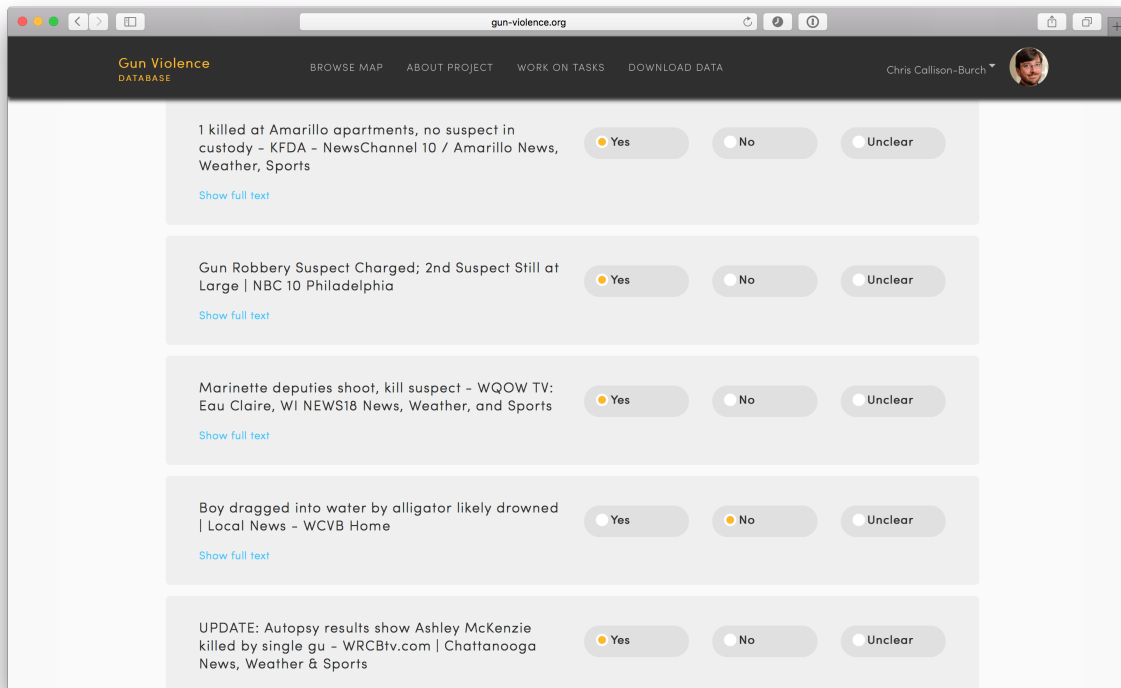 gun-violence.org
Gun Violence
DATABASE
BROWSE MAP
ABOUT PROJECT
WORK ON TASKS
DOWNLOAD DATA
Chris Callison-Burch
1 killed at Amarillo apartments, no suspect in
custody - KFDA - NewsChannel 10 / Amarillo News,
Weather, Sports
Show full text
Yes
No
Unclear
Gun Robbery Suspect Charged; 2nd Suspect Still at
Large | NBC 10 Philadelphia
Show full text
Yes
No
Unclear
Marinette deputies shoot, kill suspect - WQOW TV:
Eau Claire, WI NEWS18 News, Weather, and Sports
Show full text
Yes
No
Unclear
Boy dragged into water by alligator likely drowned
| Local News - WCVB Home
Show full text
Yes
No
Unclear
UPDATE: Autopsy results show Ashley McKenzie
killed by single gu - WRCBtv.com | Chattanooga
News, Weather & Sports
Yes
No
Unclear